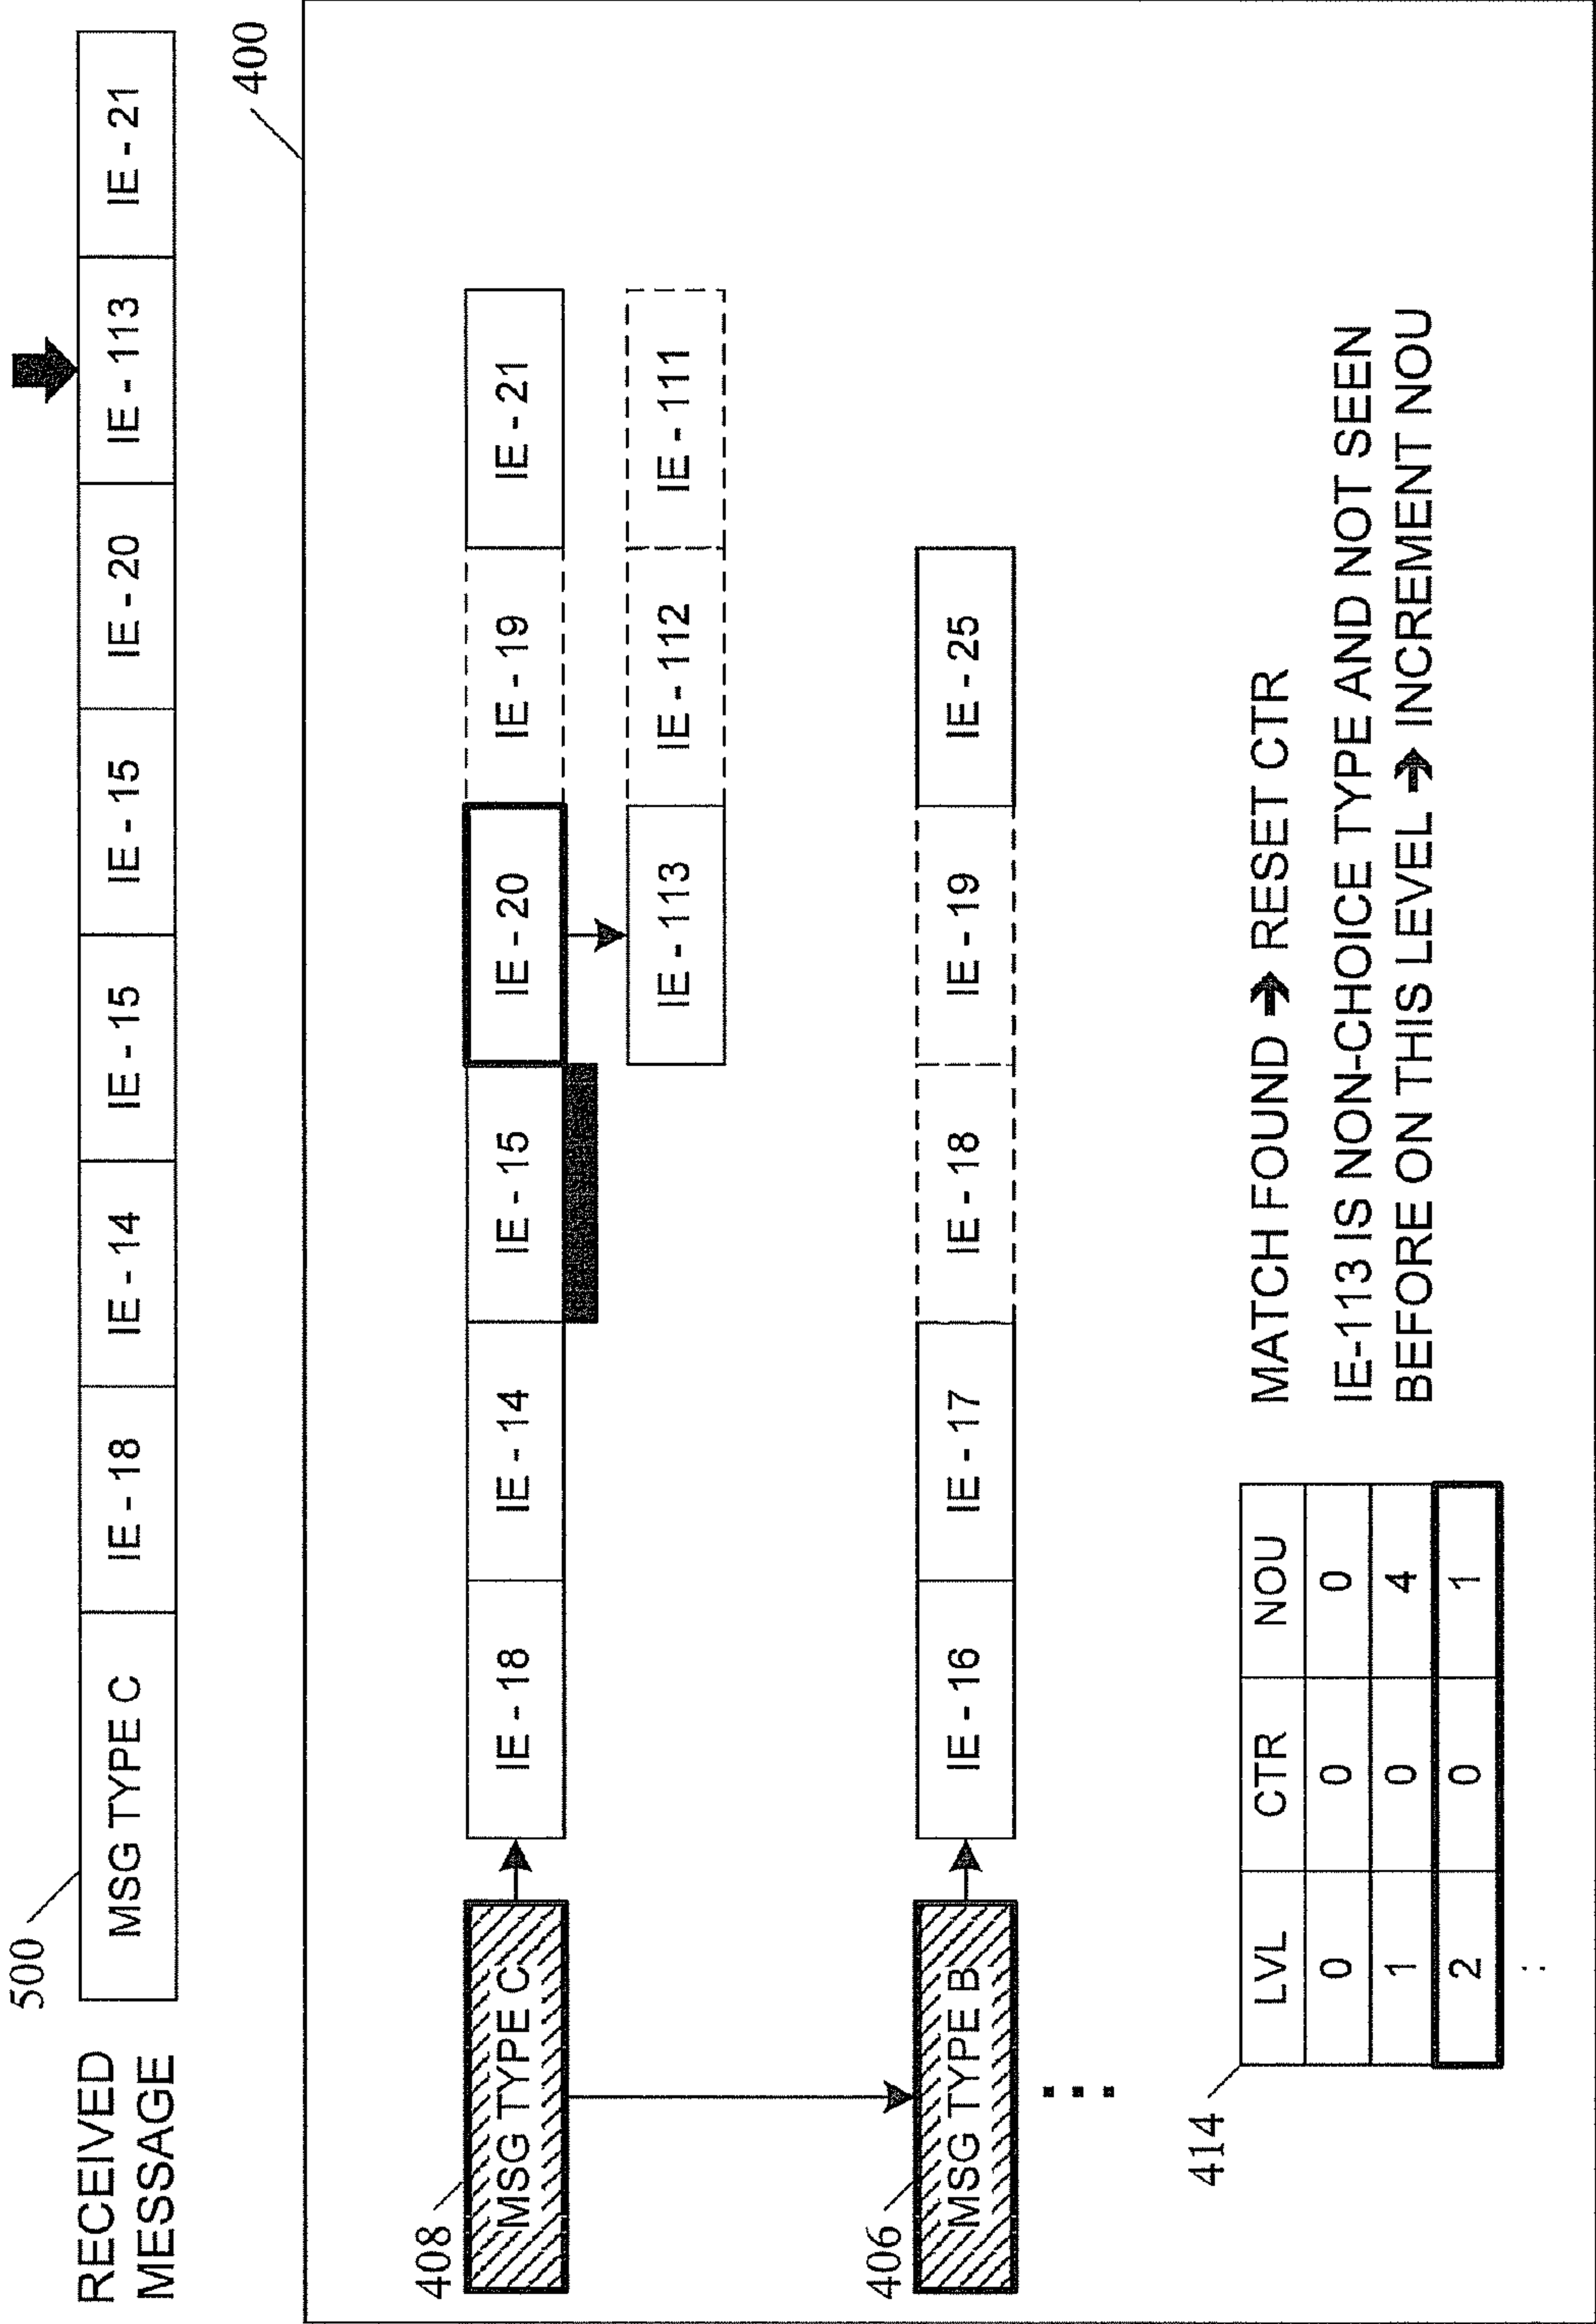 RECEIVED
MESSAGE
500
MSG TYPE C
IE - 18
IE - 14
IE - 15
IE - 15
IE - 20
IE - 113
IE - 21
400
408
MSG TYPE C
IE - 18
IE - 14
IE - 15
IE - 20
IE - 19
IE - 21
IE - 113
IE - 112
IE - 111
406
MSG TYPE B
IE - 16
IE - 17
IE - 18
IE - 19
IE - 25
414
LVL CTR NOU
0 0 0
1 0 4
2 0 1
MATCH FOUND ➔ RESET CTR
IE-113 IS NON-CHOICE TYPE AND NOT SEEN
BEFORE ON THIS LEVEL ➔ INCREMENT NOU